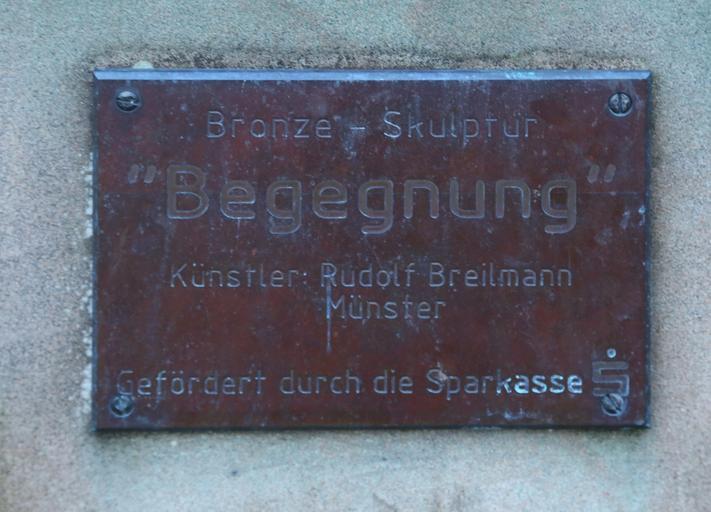 Bronze - Skulptur
"Begegnung"
Künstler: Rudolf Breilmann
Münster
Gefördert durch die Sparkasse